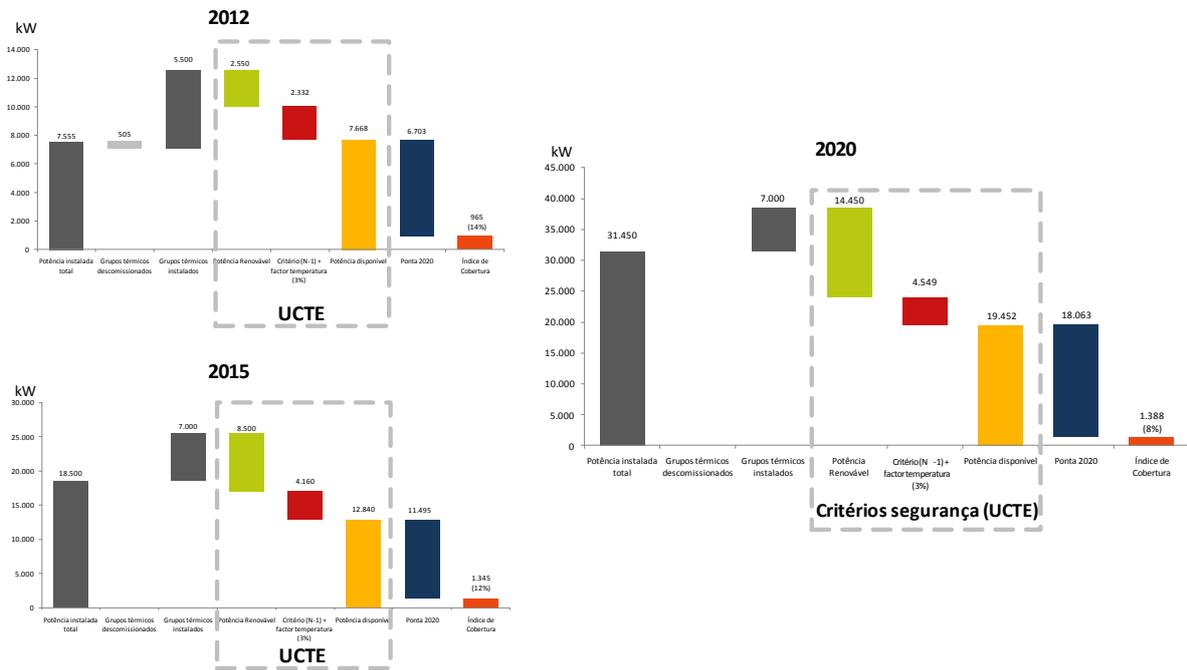 2012
kW
14.000
12.000
10.000
8.000
6.000
4.000
2.000
0
7.555
505
5.500
2.550
2.332
7.668
6.703
965
(14%)
Potência instalada
total
Grupos térmicos
descomissionados
Grupos térmicos
instalados
Potência Renovável
Critério (N-1) +
factor temperatura
(3%)
Potência disponível
Ponta 2020
Índice de
Cobertura
UCTE
2015
kW
30.000
25.000
20.000
15.000
10.000
5.000
0
18.500
7.000
8.500
4.160
12.840
11.495
1.345
(12%)
Potência instalada
total
Grupos térmicos
descomissionados
Grupos térmicos
instalados
Potência Renovável
Critério (N-1) +
factor temperatura
(3%)
Potência disponível
Ponta 2020
Índice de
Cobertura
UCTE
2020
kW
45.000
40.000
35.000
30.000
25.000
20.000
15.000
10.000
5.000
0
31.450
7.000
14.450
4.549
19.452
18.063
1.388
(8%)
Potência instalada
total
Grupos térmicos
descomissionados
Grupos térmicos
instalados
Potência
Renovável
Critério (N -1) +
factor temperatura
(3%)
Potência disponível
Ponta 2020
Índice de
Cobertura
Critérios segurança (UCTE)